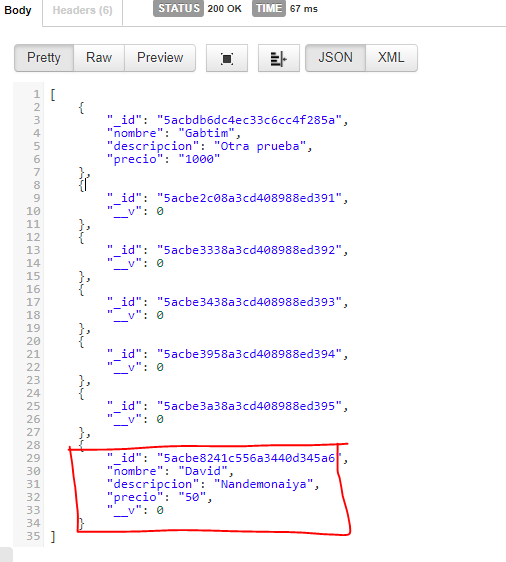 Body Headers (6) STATUS 200 OK TIME 67 ms
Pretty Raw Preview JSON XML
1 [
2 {
3 "_id": "5acbdb6dc4ec33c6cc4f285a",
4 "nombre": "Gabtim",
5 "descripcion": "Otra prueba",
6 "precio": "1000"
7 },
8 {
9 "_id": "5acbe2c08a3cd408988ed391",
10 "__v": 0
11 },
12 {
13 "_id": "5acbe3338a3cd408988ed392",
14 "__v": 0
15 },
16 {
17 "_id": "5acbe3438a3cd408988ed393",
18 "__v": 0
19 },
20 {
21 "_id": "5acbe3958a3cd408988ed394",
22 "__v": 0
23 },
24 {
25 "_id": "5acbe3a38a3cd408988ed395",
26 "__v": 0
27 },
28 {
29 "_id": "5acbe8241c556a3440d345a6",
30 "nombre": "David",
31 "descripcion": "Nandemonaiya",
32 "precio": "50",
33 "__v": 0
34 }
35 ]